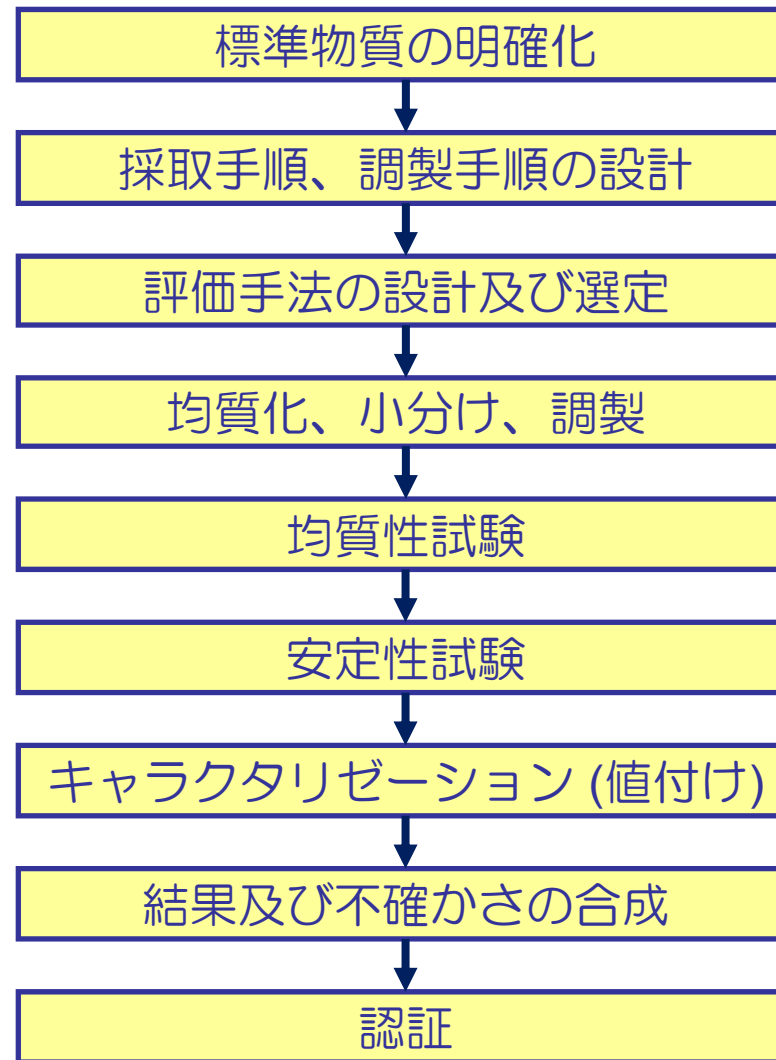 標準物質の明確化
採取手順、調製手順の設計
評価手法の設計及び選定
均質化、小分け、調製
均質性試験
安定性試験
キャラクタリゼーション (値付け)
結果及び不確かさの合成
認証